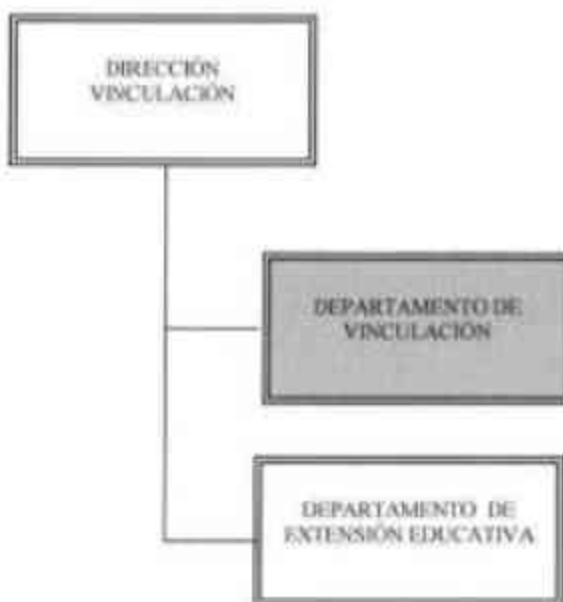 DIRECCIÓN
VINCULACIÓN
DEPARTAMENTO DE
VINCULACIÓN
DEPARTAMENTO DE
EXTENSIÓN EDUCATIVA